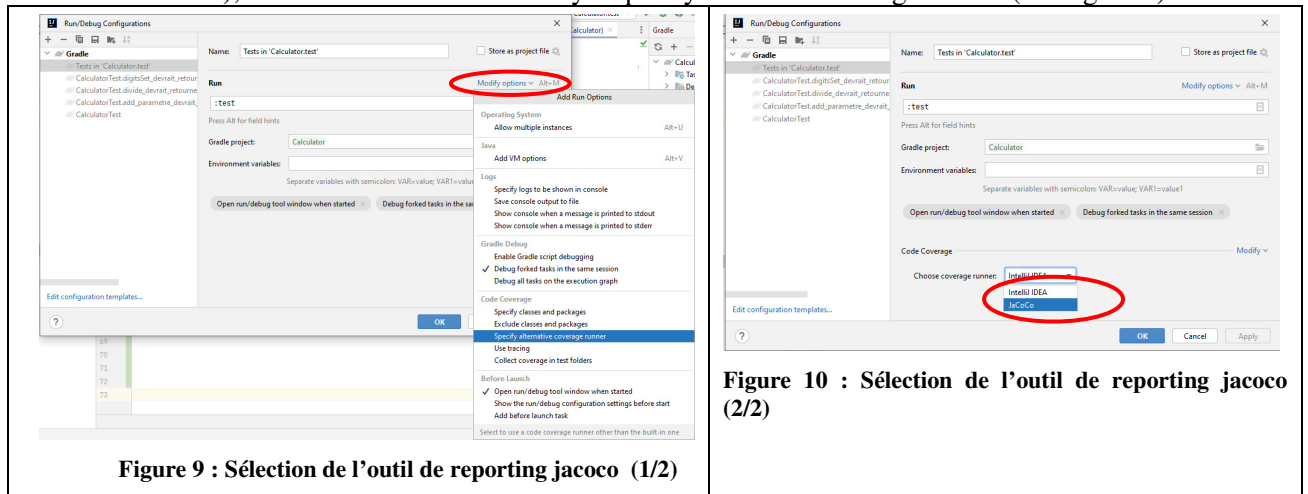 Run/Debug Configurations
Gradle
Tests in 'Calculator.test'
CalculatorTest.digitsSet_devrait_retour
CalculatorTest.divide_devrait_retourne
CalculatorTest.add_parametre_devrait_
CalculatorTest
Edit configuration templates...
Name: Tests in 'Calculator.test'
Store as project file
Run
Modify options Alt+M
:test
Press Alt for field hints
Gradle project: Calculator
Environment variables:
Separate variables with semicolon: VAR=value; VAR1=value
Open run/debug tool window when started
Debug forked tasks in the sa
OK
69
70
71
72
73
Gradle
Calcul
Ta
De
Add Run Options
Operating System
Allow multiple instances Alt+U
Java
Add VM options Alt+V
Logs
Specify logs to be shown in console
Save console output to file
Show console when a message is printed to stdout
Show console when a message is printed to stderr
Gradle Debug
Enable Gradle script debugging
Debug forked tasks in the same session
Debug all tasks on the execution graph
Code Coverage
Specify classes and packages
Exclude classes and packages
Specify alternative coverage runner
Use tracing
Collect coverage in test folders
Before Launch
Open run/debug tool window when started
Show the run/debug configuration settings before start
Add before launch task
Select to use a code coverage runner other than the built-in one
Figure 9 : Sélection de l'outil de reporting jacoco (1/2)
Run/Debug Configurations
Gradle
Tests in 'Calculator.test'
CalculatorTest.digitsSet_devrait_retour
CalculatorTest.divide_devrait_retourne
CalculatorTest.add_parametre_devrait_
CalculatorTest
Edit configuration templates...
Name: Tests in 'Calculator.test'
Store as project file
Run
Modify options Alt+M
:test
Press Alt for field hints
Gradle project: Calculator
Environment variables:
Separate variables with semicolon: VAR=value; VAR1=value1
Open run/debug tool window when started
Debug forked tasks in the same session
Code Coverage
Modify
Choose coverage runner: IntelliJ IDEA
IntelliJ IDEA
JaCoCo
OK
Cancel
Apply
Figure 10 : Sélection de l'outil de reporting jacoco
(2/2)